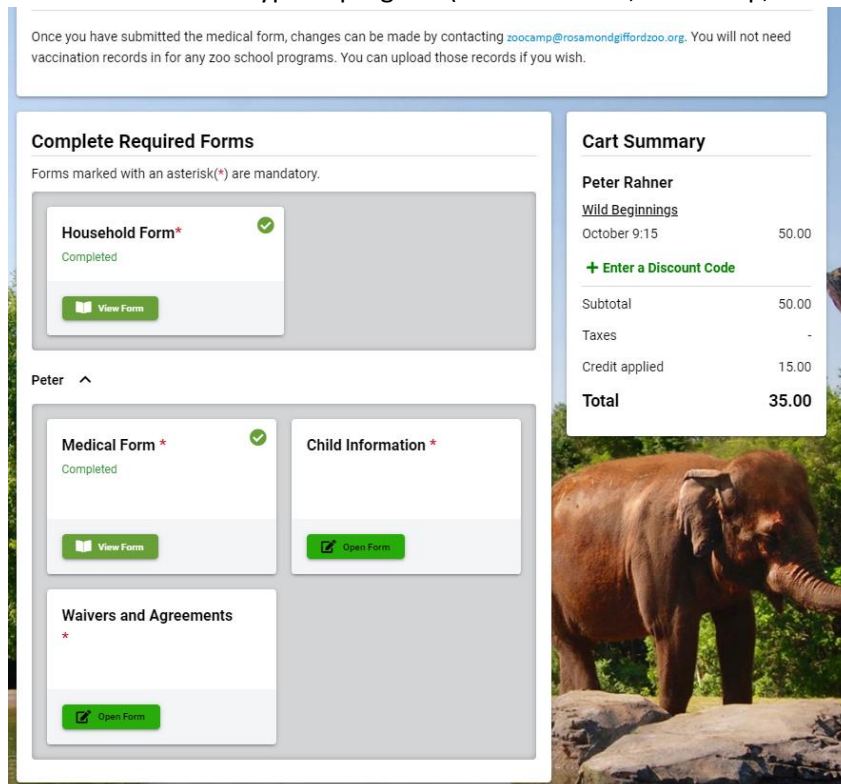 Once you have submitted the medical form, changes can be made by contacting zoocamp@rosamondgiffordzoo.org. You will not need
vaccination records in for any zoo school programs. You can upload those records if you wish.
Complete Required Forms
Forms marked with an asterisk(*) are mandatory.
Household Form*
Completed
View Form
Peter
Medical Form *
Completed
View Form
Child Information *
Open Form
Waivers and Agreements
*
Open Form
Cart Summary
Peter Rahner
Wild Beginnings
October 9:15 50.00
+ Enter a Discount Code
Subtotal 50.00
Taxes -
Credit applied 15.00
Total 35.00